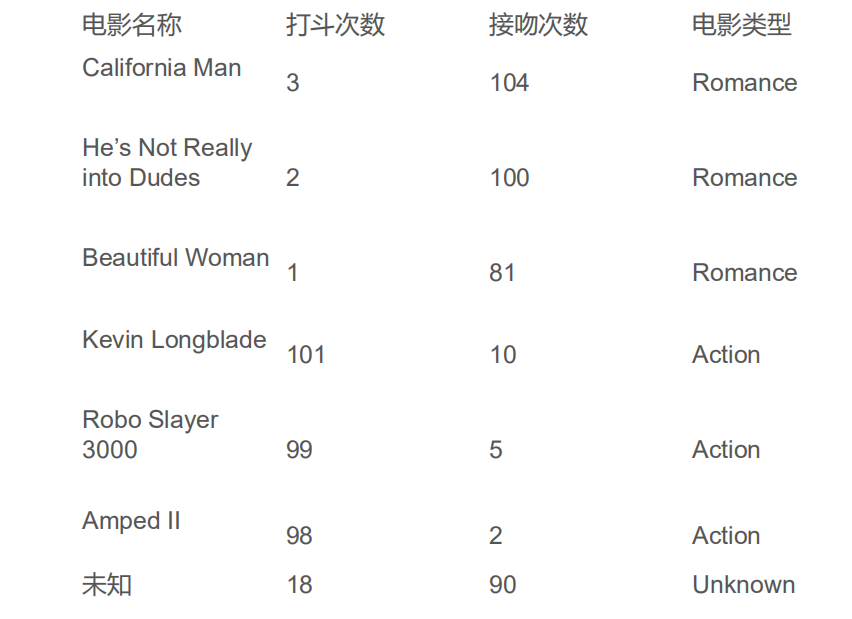 电影名称 打斗次数 接吻次数 电影类型
California Man 3 104 Romance
He’s Not Really
into Dudes 2 100 Romance
Beautiful Woman 1 81 Romance
Kevin Longblade 101 10 Action
Robo Slayer
3000 99 5 Action
Amped II 98 2 Action
未知 18 90 Unknown